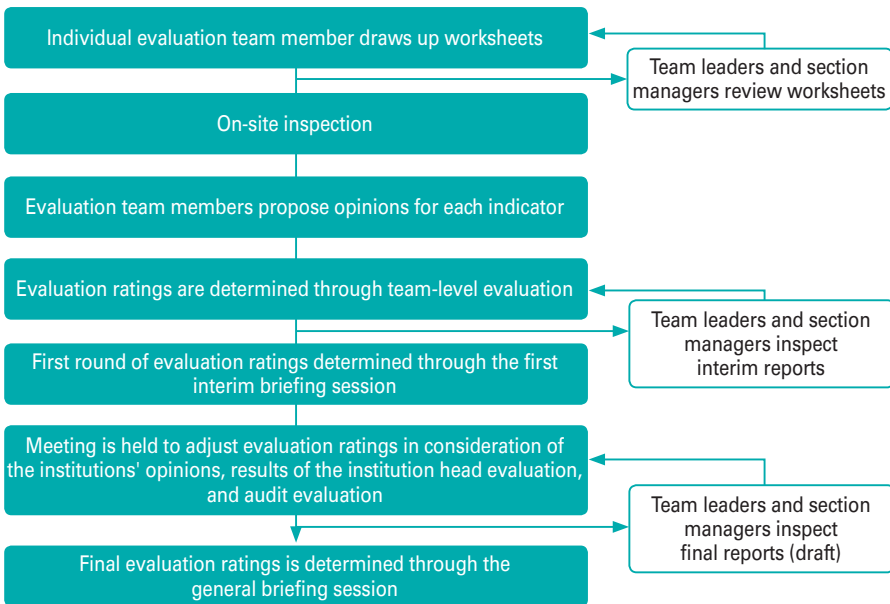 Individual evaluation team member draws up worksheets
Team leaders and section
managers review worksheets
On-site inspection
Evaluation team members propose opinions for each indicator
Evaluation ratings are determined through team-level evaluation
Team leaders and section
managers inspect
interim reports
First round of evaluation ratings determined through the first
interim briefing session
Meeting is held to adjust evaluation ratings in consideration of
the institutions' opinions, results of the institution head evaluation,
and audit evaluation
Team leaders and section
managers inspect
final reports (draft)
Final evaluation ratings is determined through the
general briefing session